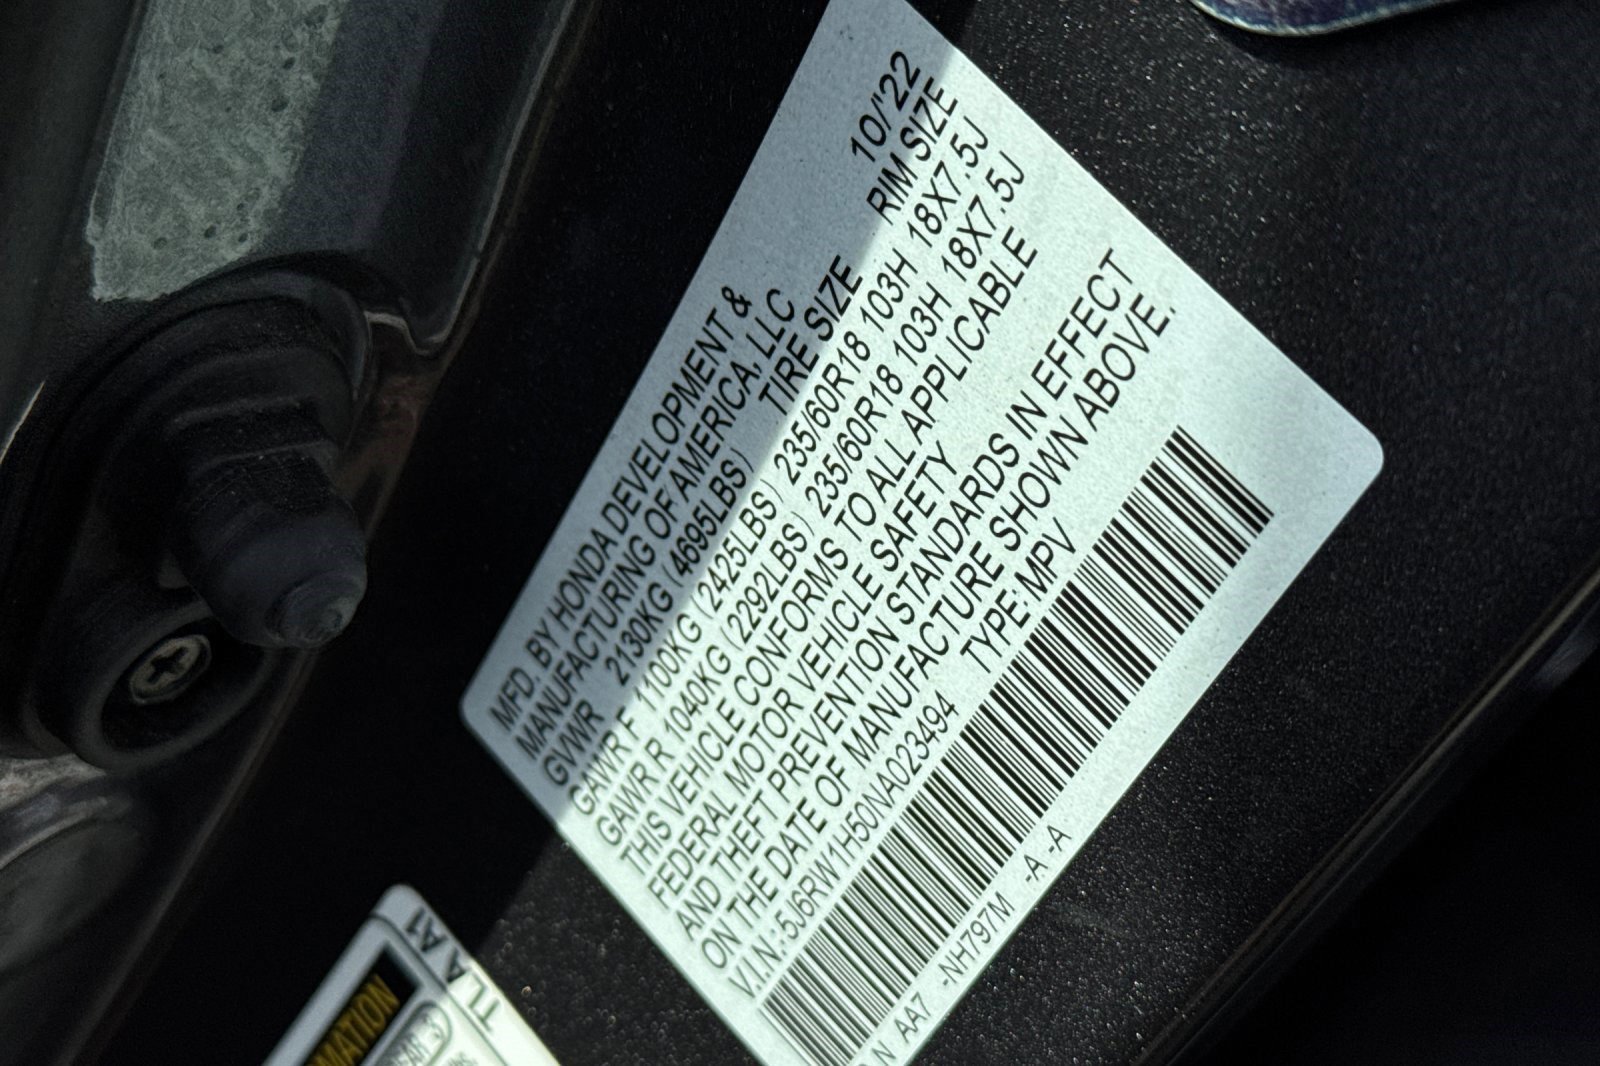 MFD. BY HONDA DEVELOPMENT & 10/'22
MANUFACTURING OF AMERICA, LLC RIM SIZE
GVWR 2130KG (4695LBS) TIRE SIZE
GAWR F 1100KG (2425LBS) 235/60R18 103H 18X7.5J
GAWR R 1040KG (2292LBS) 235/60R18 103H 18X7.5J
THIS VEHICLE CONFORMS TO ALL APPLICABLE
FEDERAL MOTOR VEHICLE SAFETY
AND THEFT PREVENTION STANDARDS IN EFFECT
ON THE DATE OF MANUFACTURE SHOWN ABOVE.
V.I.N.:5J6RW1H50NA023494 TYPE:MPV
N AA7 -NH797M -A -A
TLA A1
3